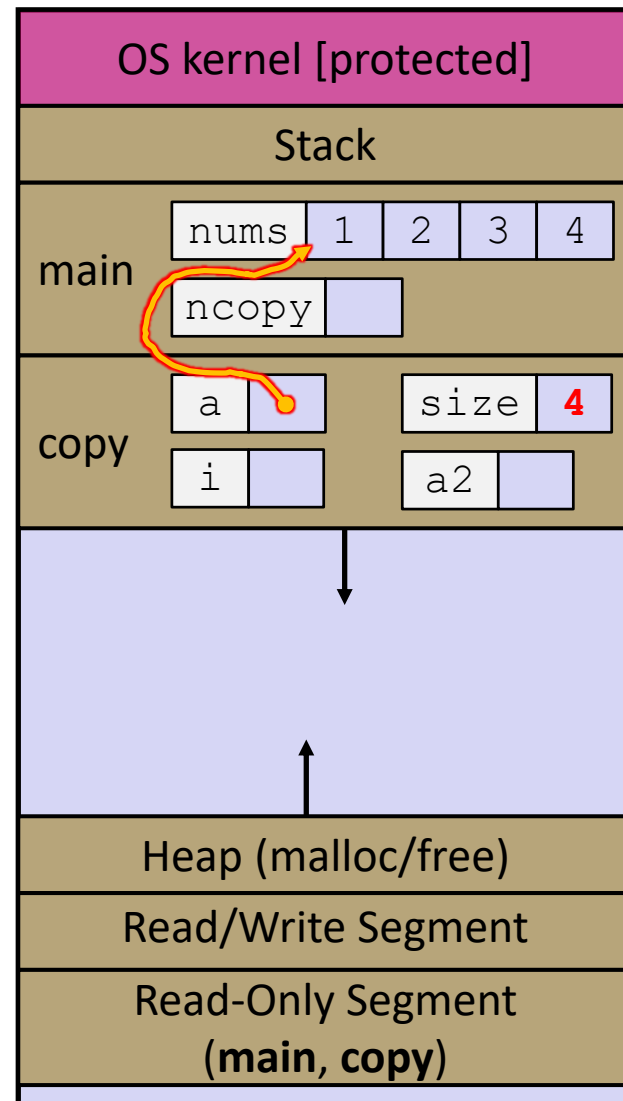 OS kernel [protected]
Stack
main
nums 1 2 3 4
ncopy
copy
a size 4
i a2
Heap (malloc/free)
Read/Write Segment
Read-Only Segment
(main, copy)